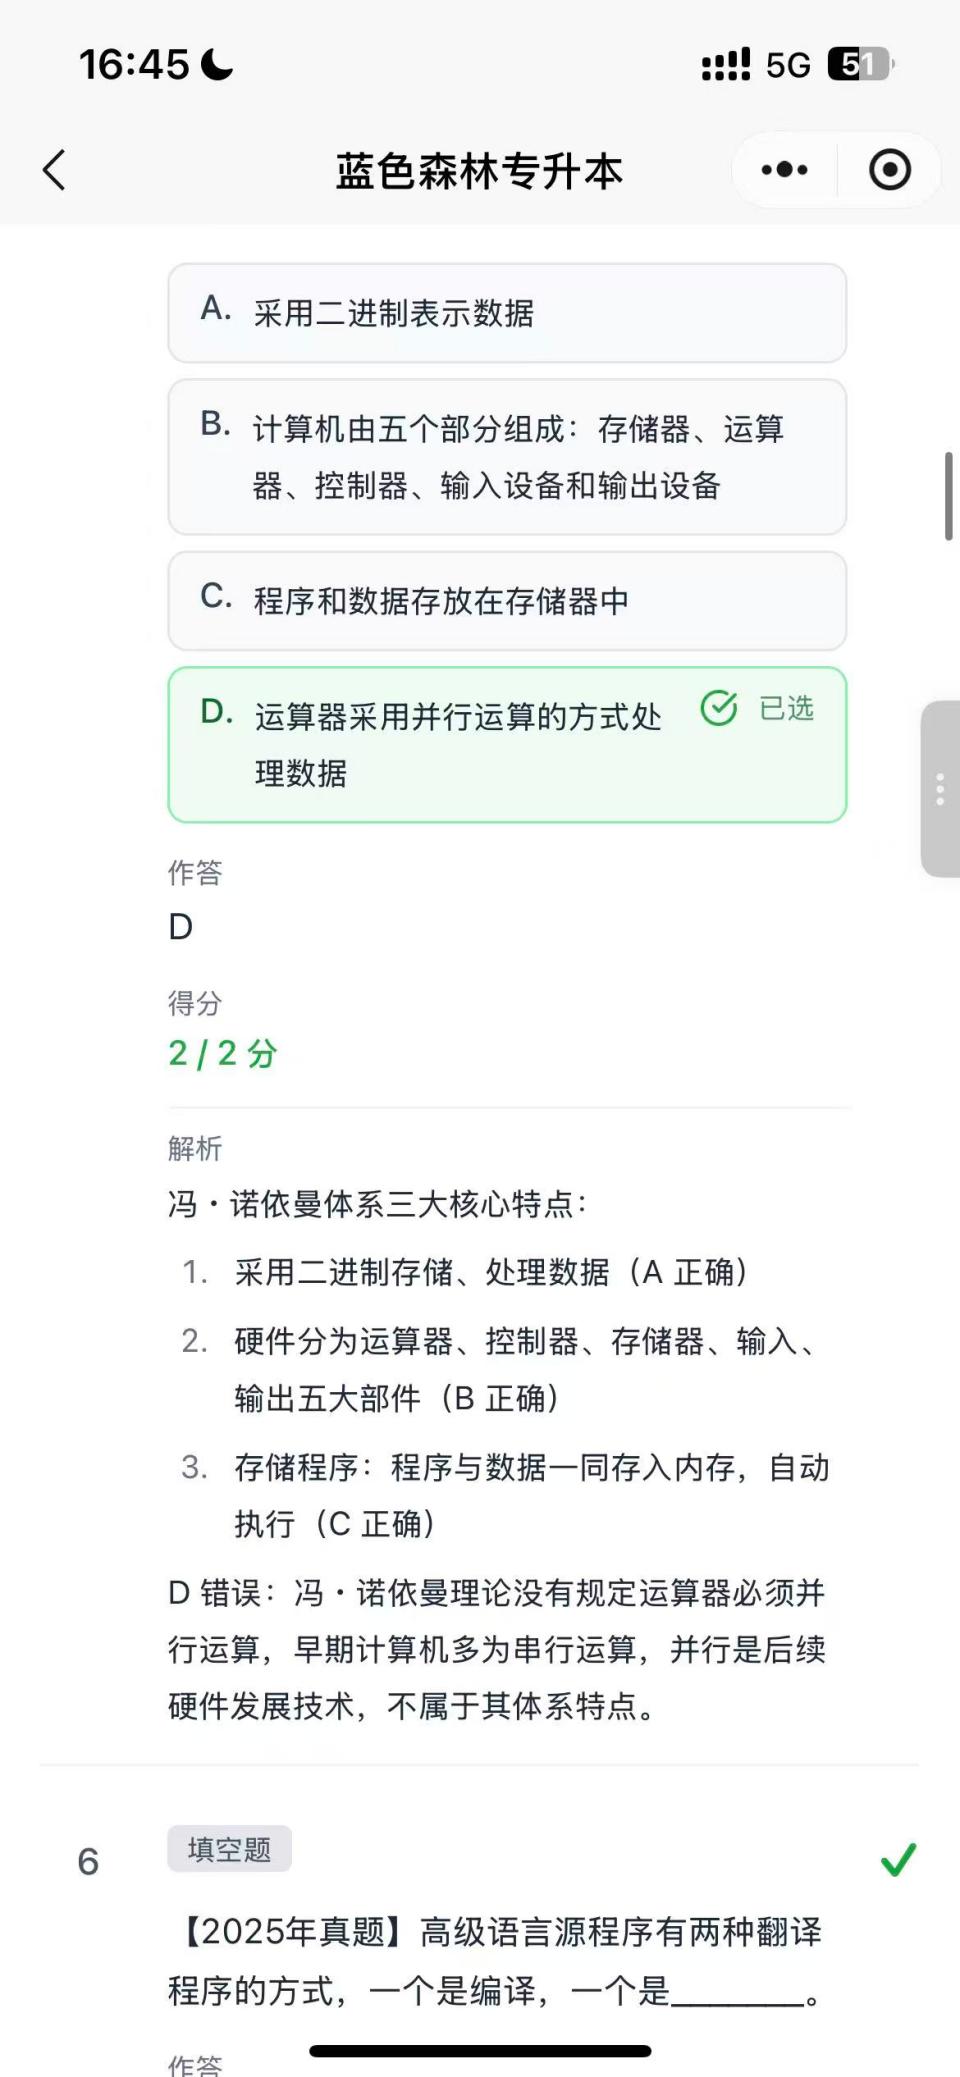 16:45 5G 51
蓝色森林专升本
A. 采用二进制表示数据
B. 计算机由五个部分组成：存储器、运算
器、控制器、输入设备和输出设备
C. 程序和数据存放在存储器中
D. 运算器采用并行运算的方式处 已选
理数据
作答
D
得分
2 / 2 分
解析
冯·诺依曼体系三大核心特点：
1. 采用二进制存储、处理数据（A 正确）
2. 硬件分为运算器、控制器、存储器、输入、
输出五大部件（B 正确）
3. 存储程序：程序与数据一同存入内存，自动
执行（C 正确）
D 错误：冯·诺依曼理论没有规定运算器必须并
行运算，早期计算机多为串行运算，并行是后续
硬件发展技术，不属于其体系特点。
6 填空题
【2025年真题】高级语言源程序有两种翻译
程序的方式，一个是编译，一个是________。
作答